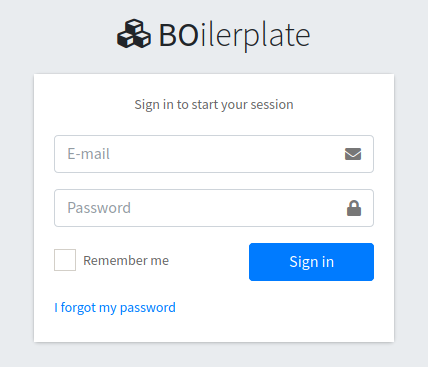 BOilerplate
Sign in to start your session
E-mail
Password
Remember me
Sign in
I forgot my password